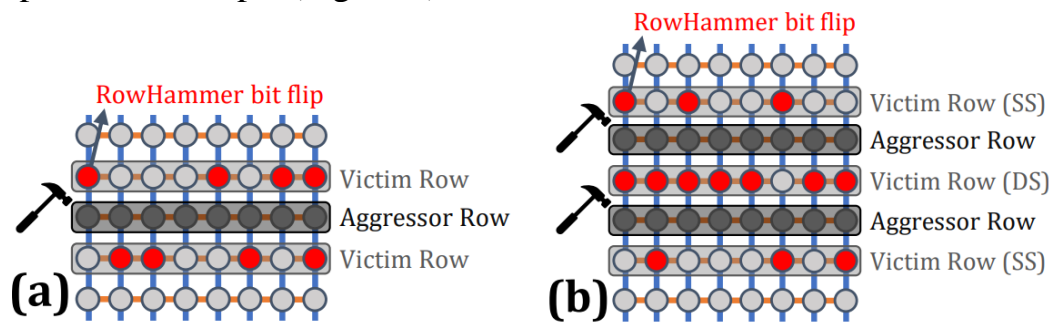 RowHammer bit flip
Victim Row
Aggressor Row
Victim Row
(a)
RowHammer bit flip
Victim Row (SS)
Aggressor Row
Victim Row (DS)
Aggressor Row
Victim Row (SS)
(b)